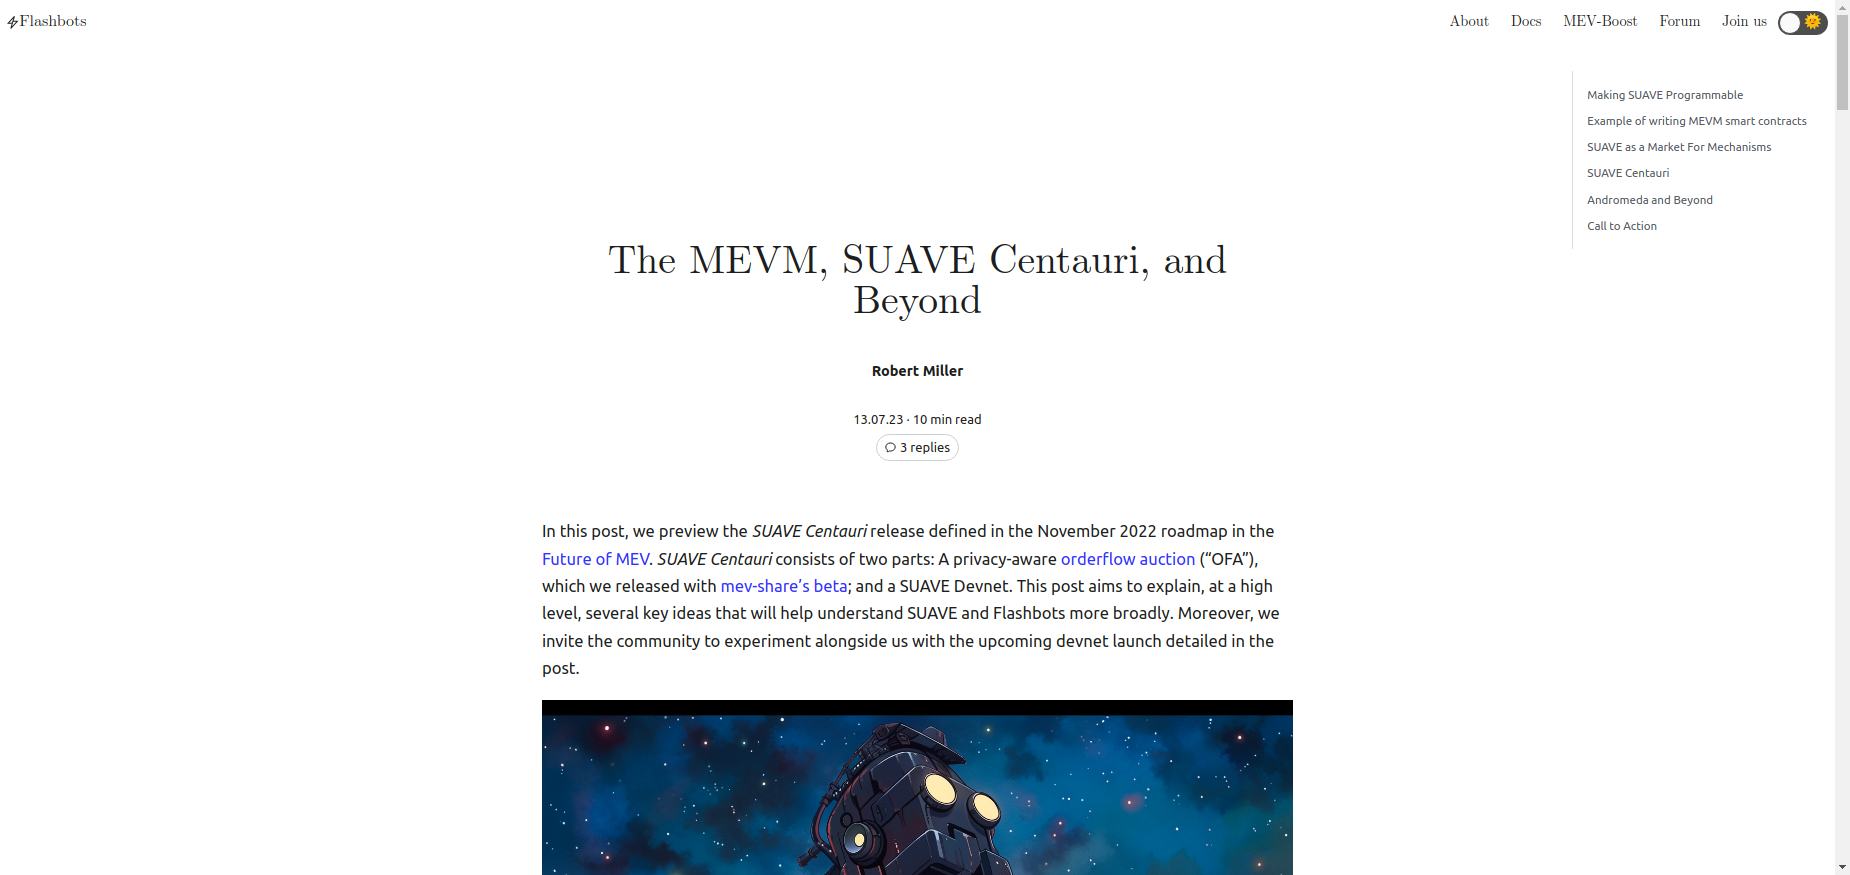 Flashbots
About Docs MEV-Boost Forum Join us
Making SUAVE Programmable
Example of writing MEVM smart contracts
SUAVE as a Market For Mechanisms
SUAVE Centauri
Andromeda and Beyond
Call to Action
The MEVM, SUAVE Centauri, and
Beyond
Robert Miller
13.07.23 · 10 min read
3 replies
In this post, we preview the SUAVE Centauri release defined in the November 2022 roadmap in the
Future of MEV. SUAVE Centauri consists of two parts: A privacy-aware orderflow auction (“OFA”),
which we released with mev-share’s beta; and a SUAVE Devnet. This post aims to explain, at a high
level, several key ideas that will help understand SUAVE and Flashbots more broadly. Moreover, we
invite the community to experiment alongside us with the upcoming devnet launch detailed in the
post.